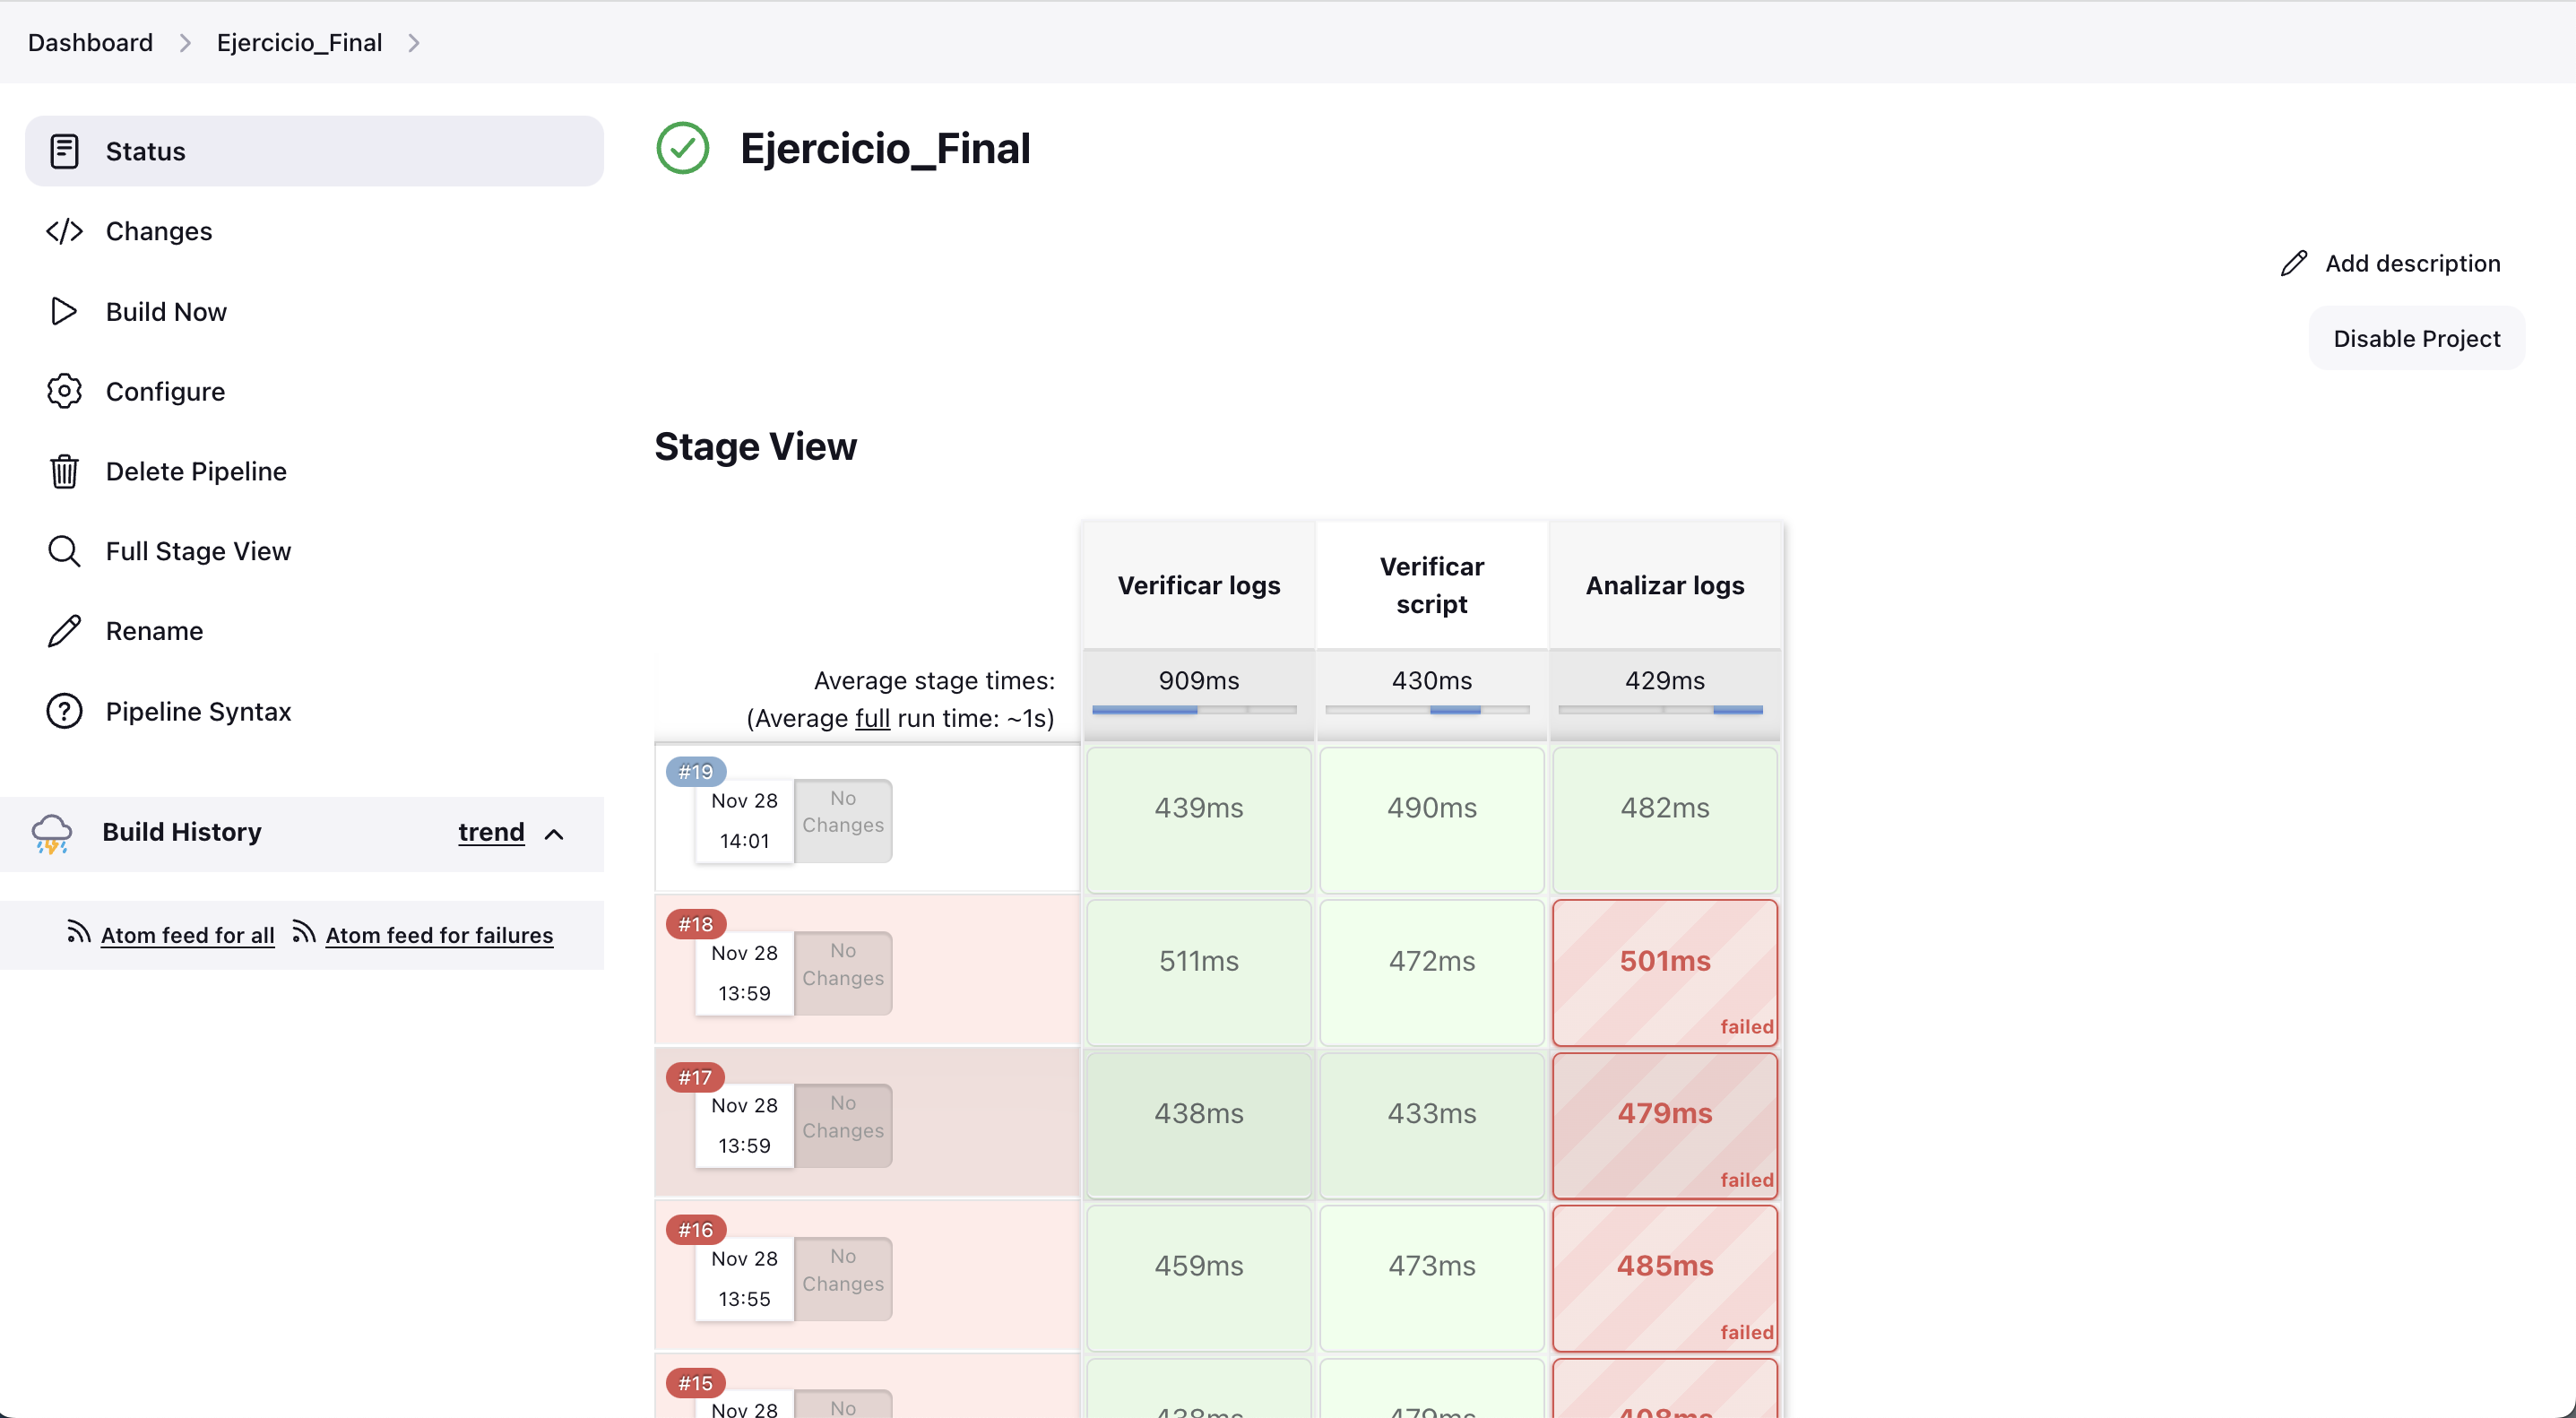 Dashboard
Ejercicio_Final
Status
Changes
Build Now
Configure
Delete Pipeline
Full Stage View
Rename
Pipeline Syntax
Build History
trend
Atom feed for all
Atom feed for failures
Ejercicio_Final
Add description
Disable Project
Stage View
Verificar logs
Verificar
script
Analizar logs
Average stage times:
(Average full run time: ~1s)
909ms
430ms
429ms
#19
Nov 28
14:01
No
Changes
439ms
490ms
482ms
#18
Nov 28
13:59
No
Changes
511ms
472ms
501ms
failed
#17
Nov 28
13:59
No
Changes
438ms
433ms
479ms
failed
#16
Nov 28
13:55
No
Changes
459ms
473ms
485ms
failed
#15
Nov 28
No
438ms
479ms
408ms